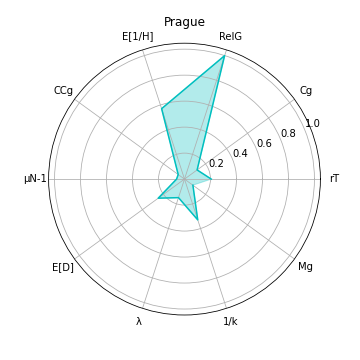 Prague
E[1/H]
RelG
CCg
Cg
1.0
0.8
0.6
0.4
0.2
μN-1
rT
E[D]
Mg
λ
1/k